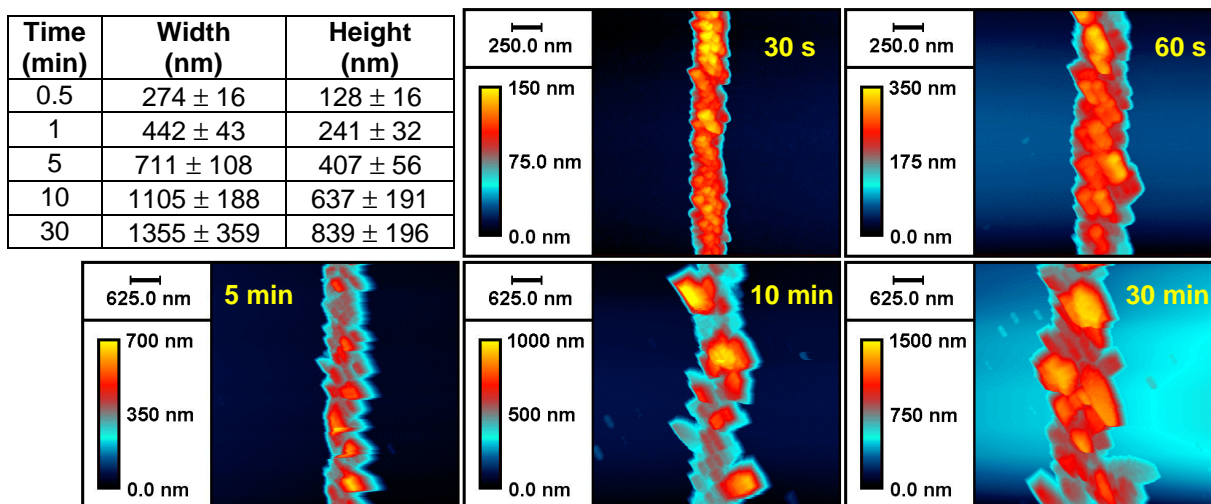 Time (min) Width (nm) Height (nm)
0.5 274 ± 16 128 ± 16
1 442 ± 43 241 ± 32
5 711 ± 108 407 ± 56
10 1105 ± 188 637 ± 191
30 1355 ± 359 839 ± 196
250.0 nm
30 s
150 nm
75.0 nm
0.0 nm
250.0 nm
60 s
350 nm
175 nm
0.0 nm
625.0 nm
5 min
700 nm
350 nm
0.0 nm
625.0 nm
10 min
1000 nm
500 nm
0.0 nm
625.0 nm
30 min
1500 nm
750 nm
0.0 nm